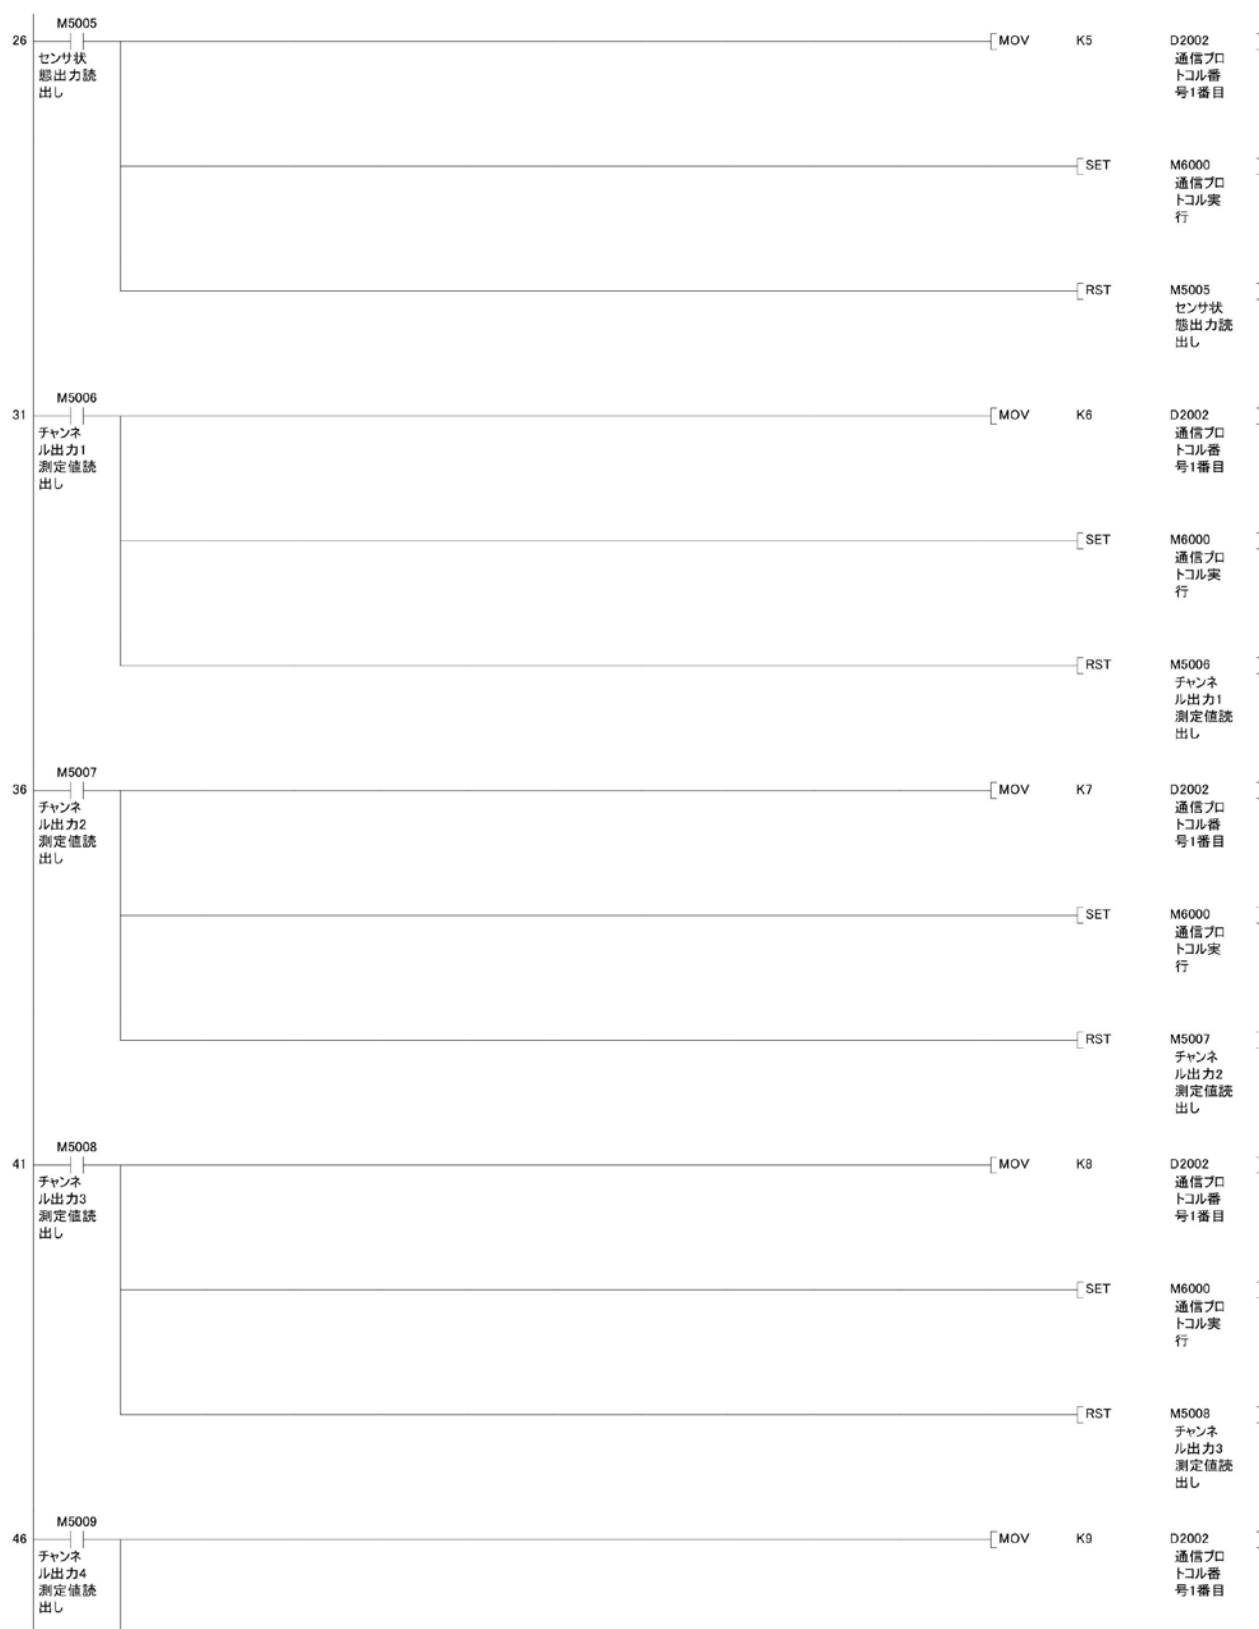 M5005
26 MOV K5 D2002
センサ状
態出力読
出し
通信プロ
トコル番
号1番目
SET M6000
通信プロ
トコル実
行
RST M5005
センサ状
態出力読
出し
M5006
31 MOV K6 D2002
チャンネ
ル出力1
測定値読
出し
通信プロ
トコル番
号1番目
SET M6000
通信プロ
トコル実
行
RST M5006
チャンネ
ル出力1
測定値読
出し
M5007
36 MOV K7 D2002
チャンネ
ル出力2
測定値読
出し
通信プロ
トコル番
号1番目
SET M6000
通信プロ
トコル実
行
RST M5007
チャンネ
ル出力2
測定値読
出し
M5008
41 MOV K8 D2002
チャンネ
ル出力3
測定値読
出し
通信プロ
トコル番
号1番目
SET M6000
通信プロ
トコル実
行
RST M5008
チャンネ
ル出力3
測定値読
出し
M5009
46 MOV K9 D2002
チャンネ
ル出力4
測定値読
出し
通信プロ
トコル番
号1番目